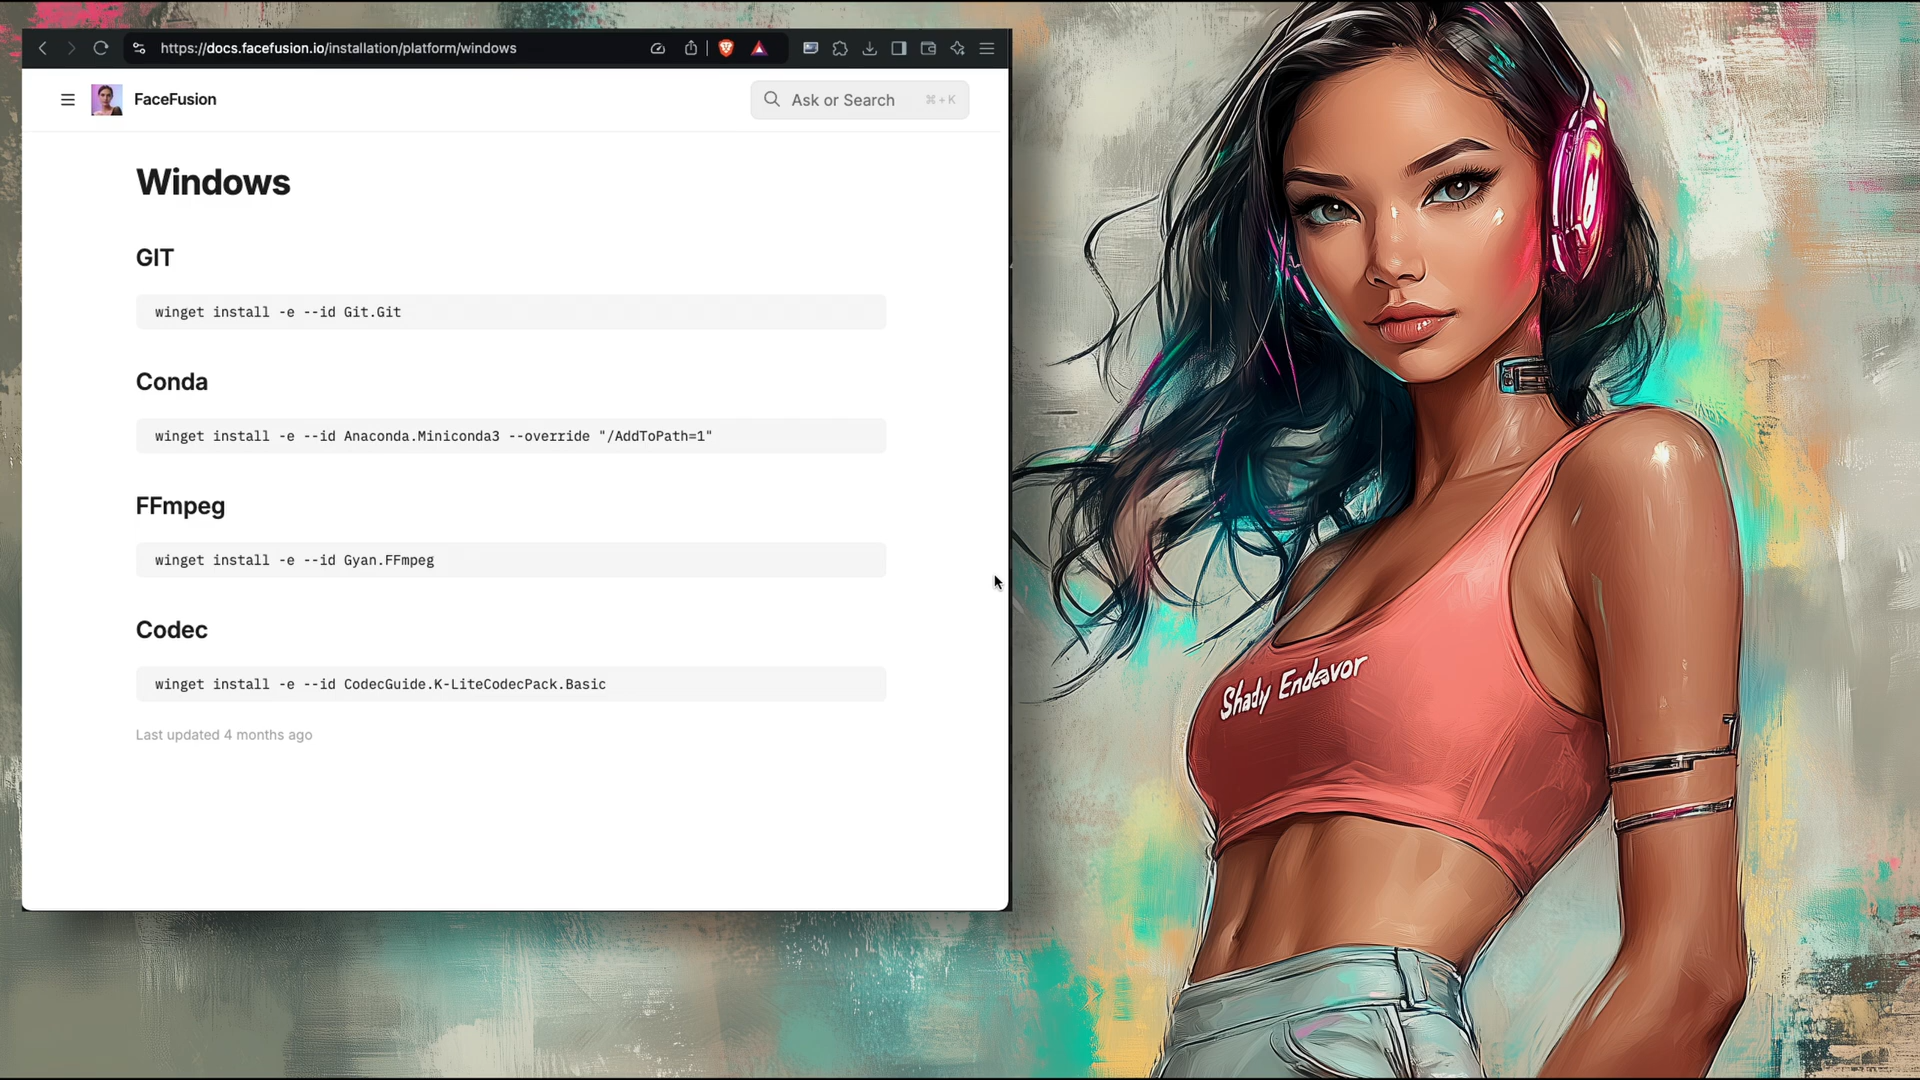 https://docs.facefusion.io/installation/platform/windows
FaceFusion
Ask or Search ⌘+K
Windows
GIT
winget install -e --id Git.Git
Conda
winget install -e --id Anaconda.Miniconda3 --override "/AddToPath=1"
FFmpeg
winget install -e --id Gyan.FFmpeg
Codec
winget install -e --id CodecGuide.K-LiteCodecPack.Basic
Last updated 4 months ago
Shady Endeavor